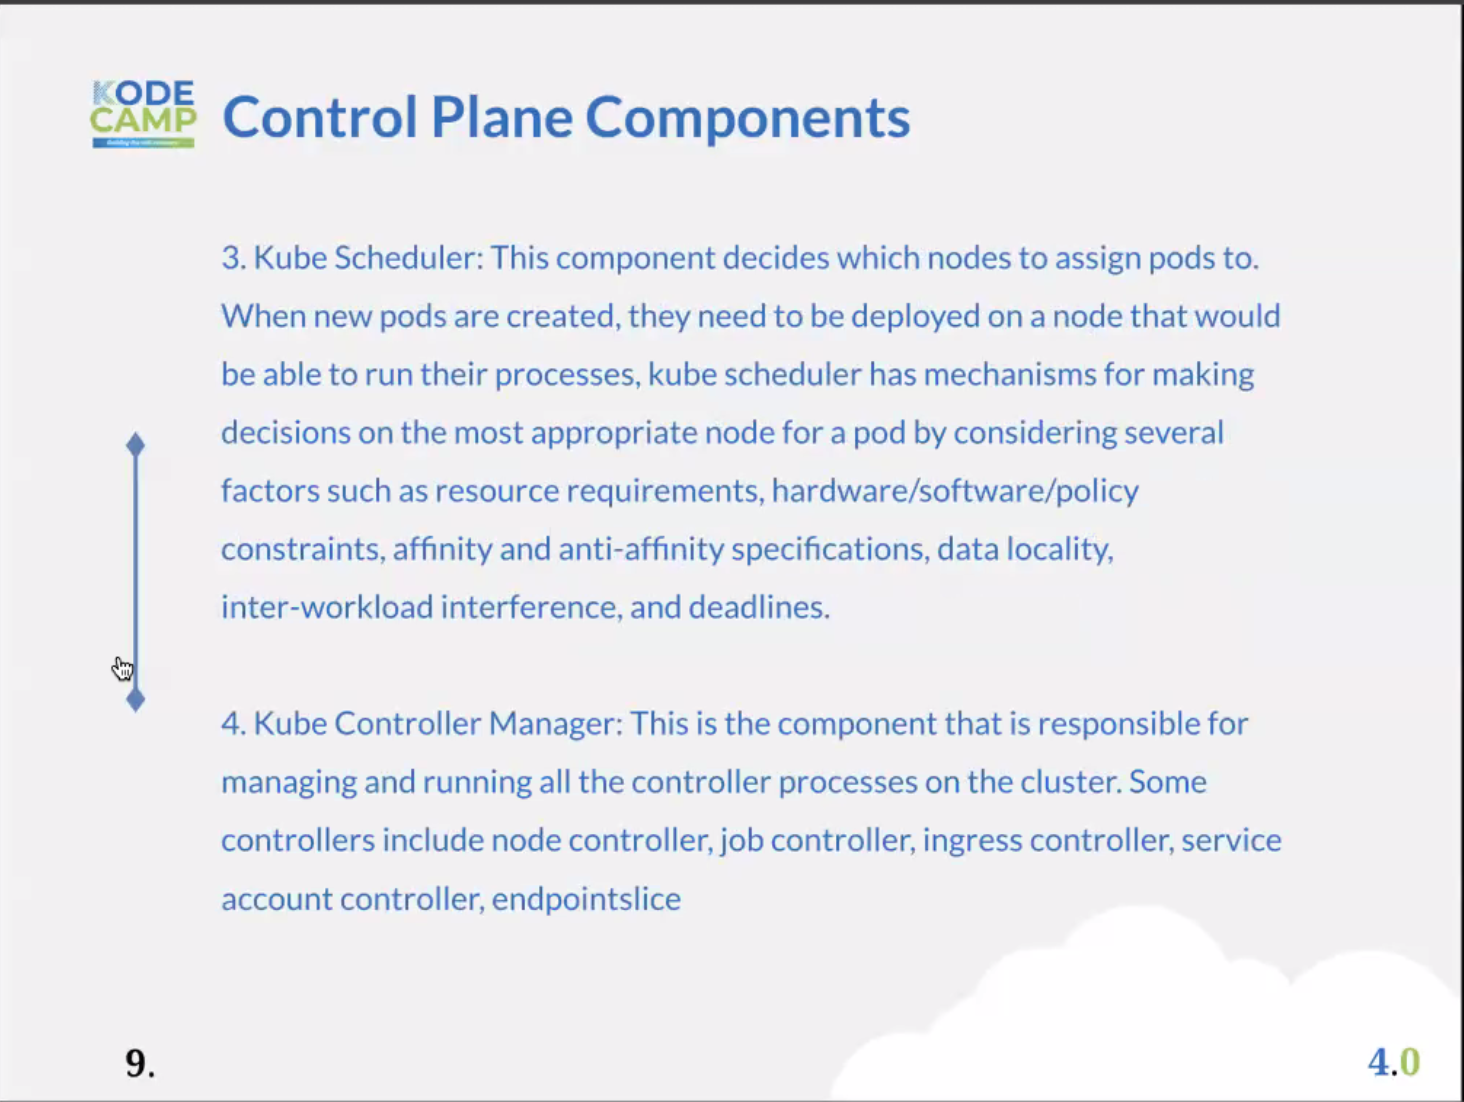 KODE
CAMP
Control Plane Components
3. Kube Scheduler: This component decides which nodes to assign pods to.
When new pods are created, they need to be deployed on a node that would
be able to run their processes, kube scheduler has mechanisms for making
decisions on the most appropriate node for a pod by considering several
factors such as resource requirements, hardware/software/policy
constraints, affinity and anti-affinity specifications, data locality,
inter-workload interference, and deadlines.
4. Kube Controller Manager: This is the component that is responsible for
managing and running all the controller processes on the cluster. Some
controllers include node controller, job controller, ingress controller, service
account controller, endpointslice
9.
4.0